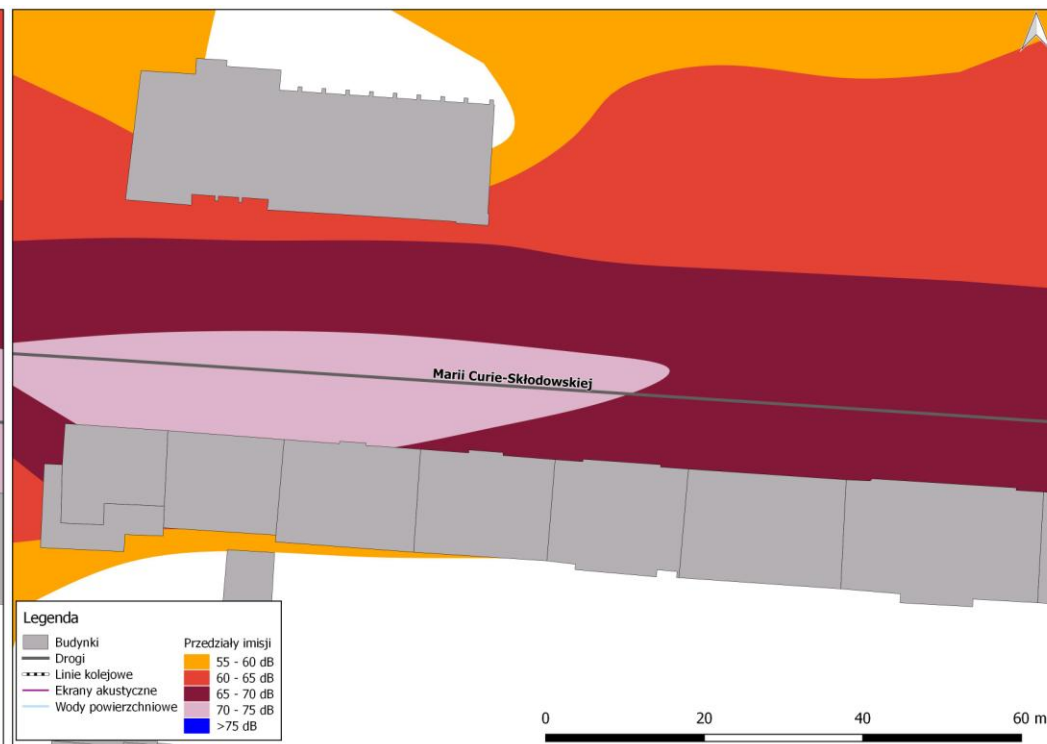 Marii Curie-Skłodowskiej
Legenda
Budynki
Drogi
Linie kolejowe
Ekrany akustyczne
Wody powierzchniowe
Przedziały imisji
55 - 60 dB
60 - 65 dB
65 - 70 dB
70 - 75 dB
>75 dB
0 20 40 60 m